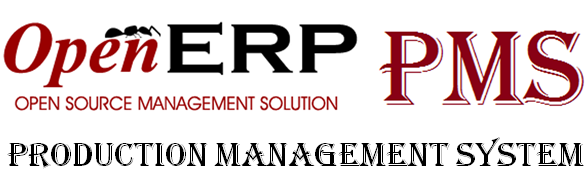 OpenERP PMS
OPEN SOURCE MANAGEMENT SOLUTION
PRODUCTION MANAGEMENT SYSTEM